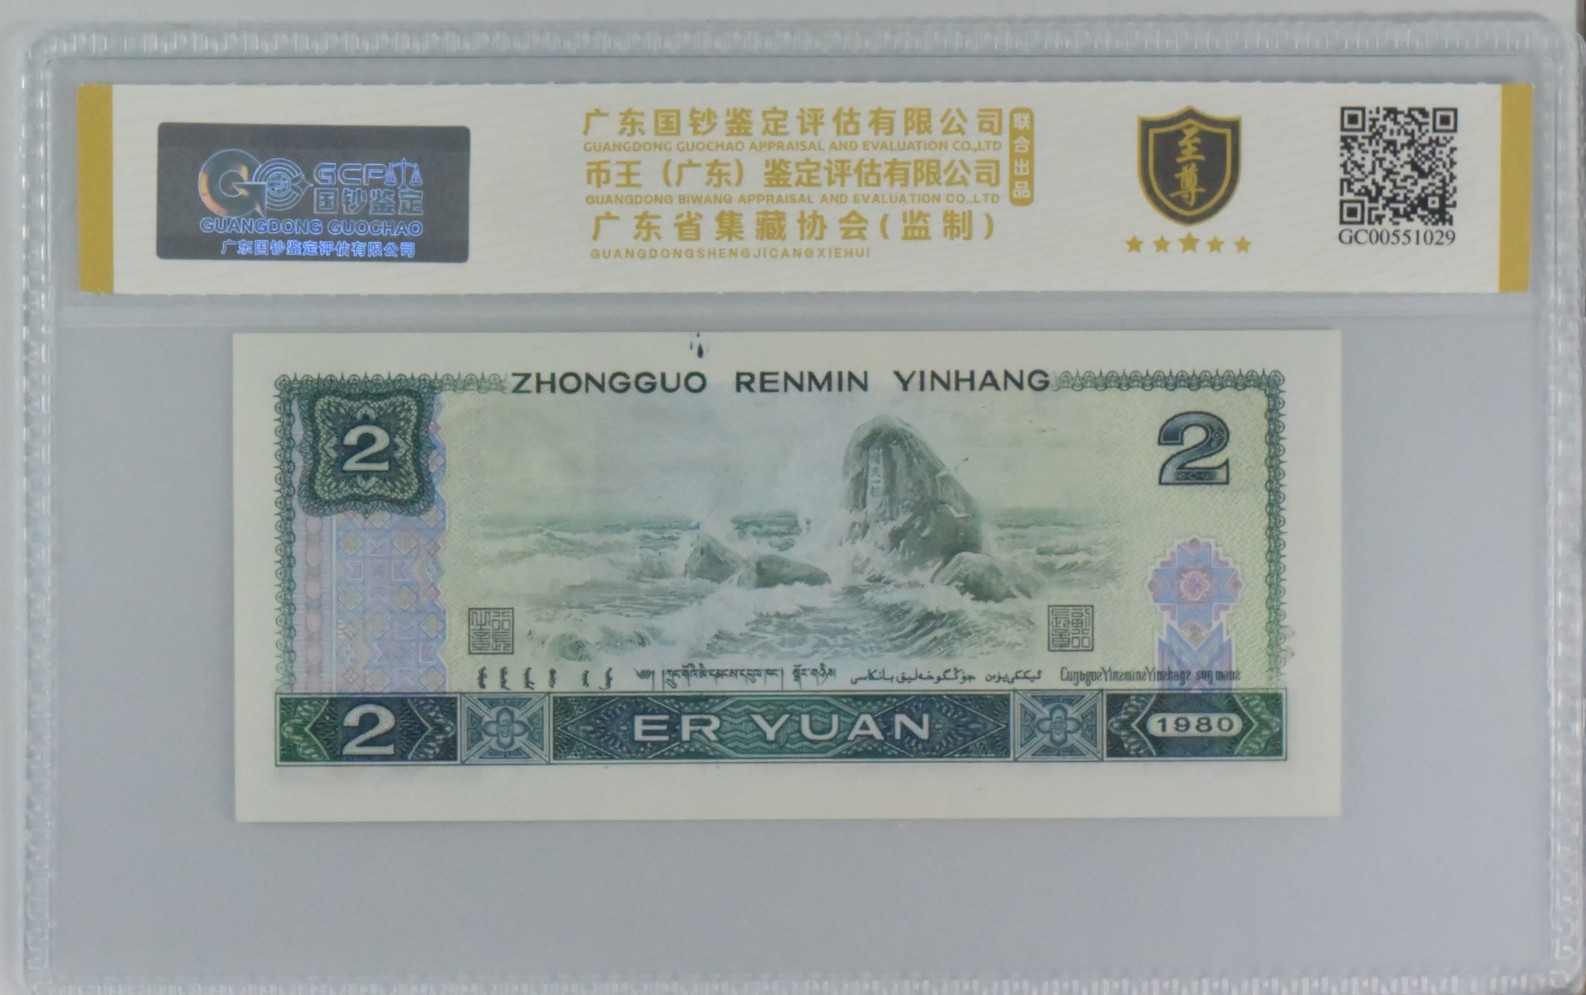 GCP
国钞鉴定
GUANGDONG GUOCHAO
广东国钞鉴定评估有限公司
广东国钞鉴定评估有限公司
GUANGDONG GUOCHAO APPRAISAL AND EVALUATION CO.,LTD
币王（广东）鉴定评估有限公司
GUANGDONG BIWANG APPRAISAL AND EVALUATION CO.,LTD
广东省集藏协会(监制)
GUANGDONGSHENGJICANGXIEHUI
联合出品
至尊
GC00551029
ZHONGGUO RENMIN YINHANG
2
2
2
ER YUAN
1980